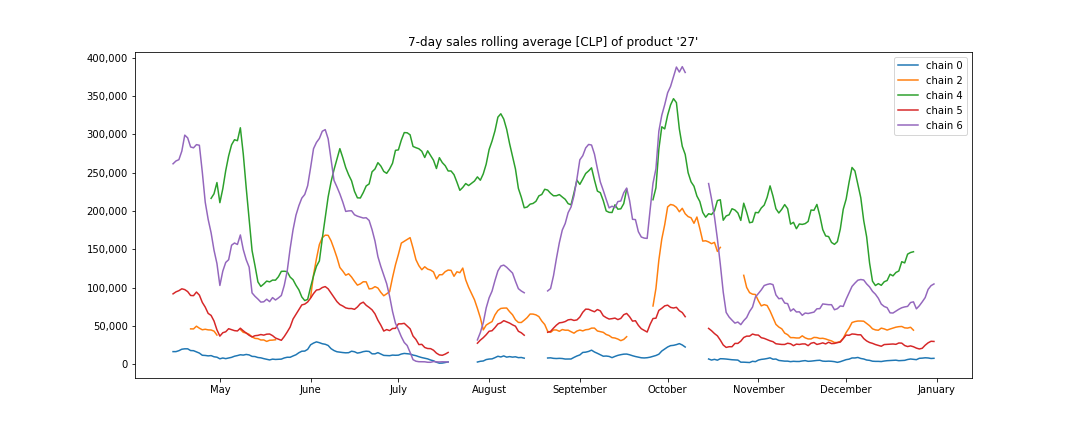 7-day sales rolling average [CLP] of product '27'
400,000
350,000
300,000
250,000
200,000
150,000
100,000
50,000
0
chain 0
chain 2
chain 4
chain 5
chain 6
May June July August September October November December January